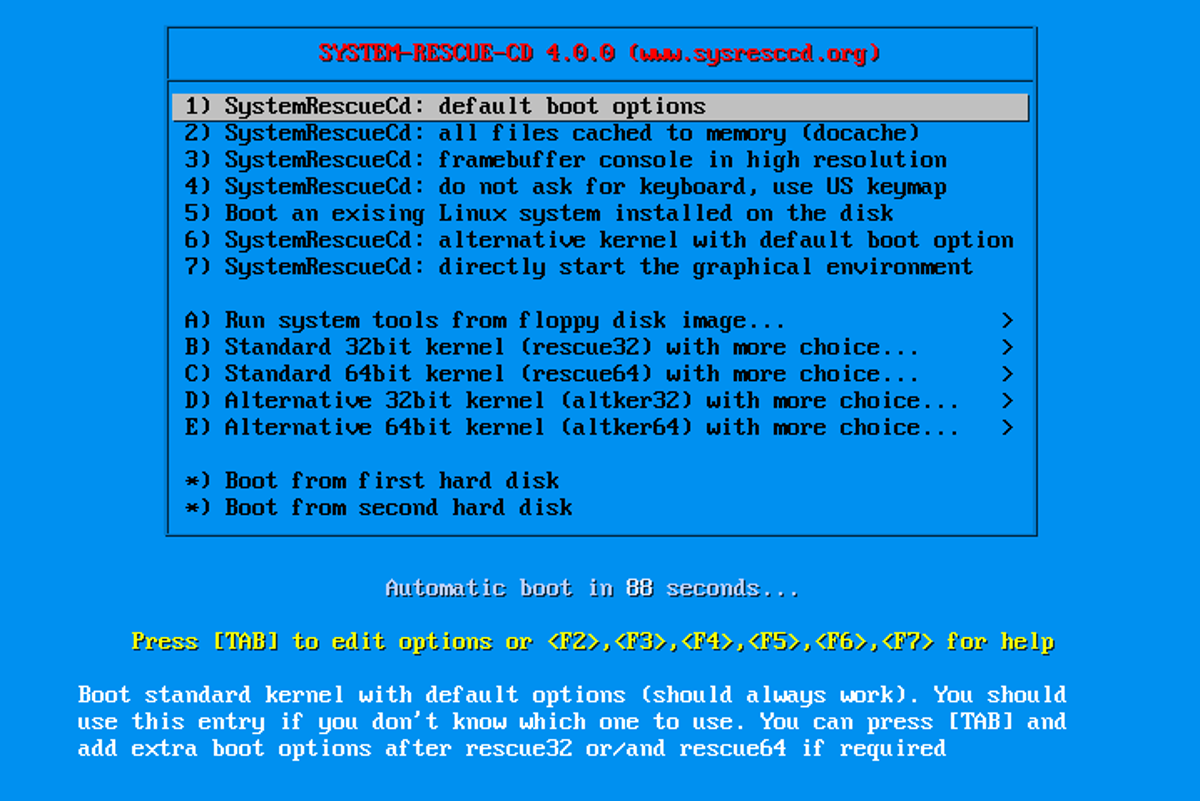 SYSTEM-RESCUE-CD 4.0.0 (www.sysresccd.org)
1) SystemRescueCd: default boot options
2) SystemRescueCd: all files cached to memory (docache)
3) SystemRescueCd: framebuffer console in high resolution
4) SystemRescueCd: do not ask for keyboard, use US keymap
5) Boot an exising Linux system installed on the disk
6) SystemRescueCd: alternative kernel with default boot option
7) SystemRescueCd: directly start the graphical environment
A) Run system tools from floppy disk image... >
B) Standard 32bit kernel (rescue32) with more choice... >
C) Standard 64bit kernel (rescue64) with more choice... >
D) Alternative 32bit kernel (altker32) with more choice... >
E) Alternative 64bit kernel (altker64) with more choice... >
*) Boot from first hard disk
*) Boot from second hard disk
Automatic boot in 88 seconds...
Press [TAB] to edit options or <F2>,<F3>,<F4>,<F5>,<F6>,<F7> for help
Boot standard kernel with default options (should always work). You should
use this entry if you don't know which one to use. You can press [TAB] and
add extra boot options after rescue32 or/and rescue64 if required